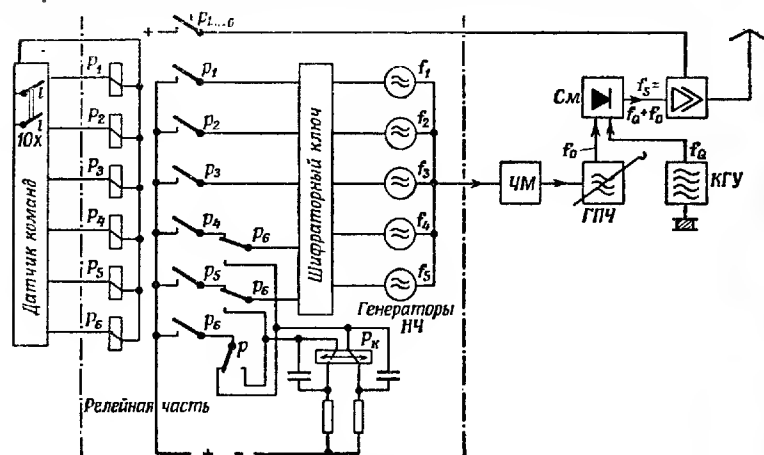 + P1...6
Датчик команд
1
1
10x
P1
P2
P3
P4
P5
P6
p1
p2
p3
p4
p6
p5
p6
p6
p
Pк
Релейная часть
+ -
Шифраторный ключ
f1
f2
f3
f4
f5
Генераторы
НЧ
ЧМ
ГПЧ
f0
См
fs =
fQ + f0
fQ
КГУ